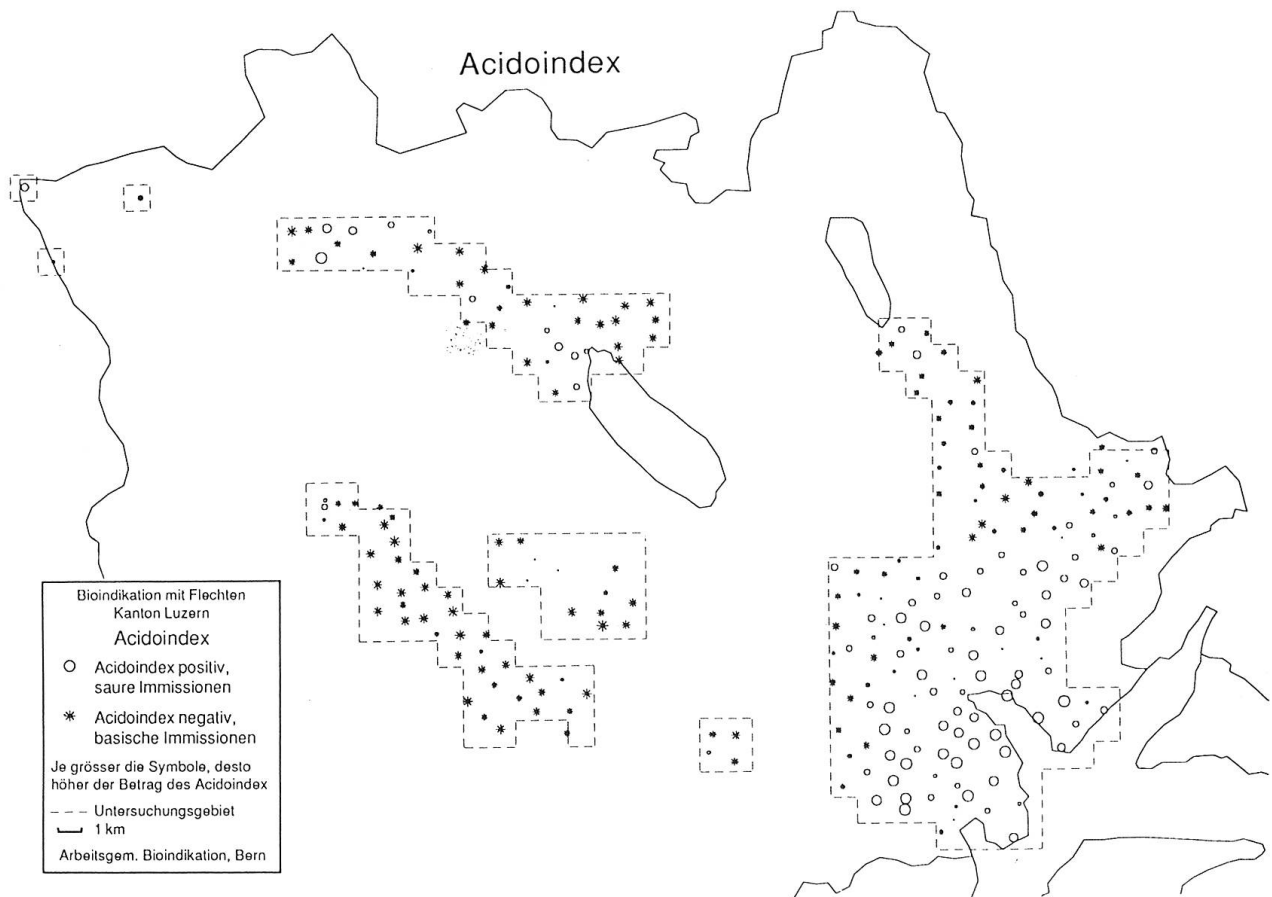 Acidoindex
Bioindikation mit Flechten
Kanton Luzern
Acidoindex
Acidoindex positiv,
saure Immissionen
Acidoindex negativ,
basische Immissionen
Je grösser die Symbole, desto
höher der Betrag des Acidoindex
Untersuchungsgebiet
1 km
Arbeitsgem. Bioindikation, Bern